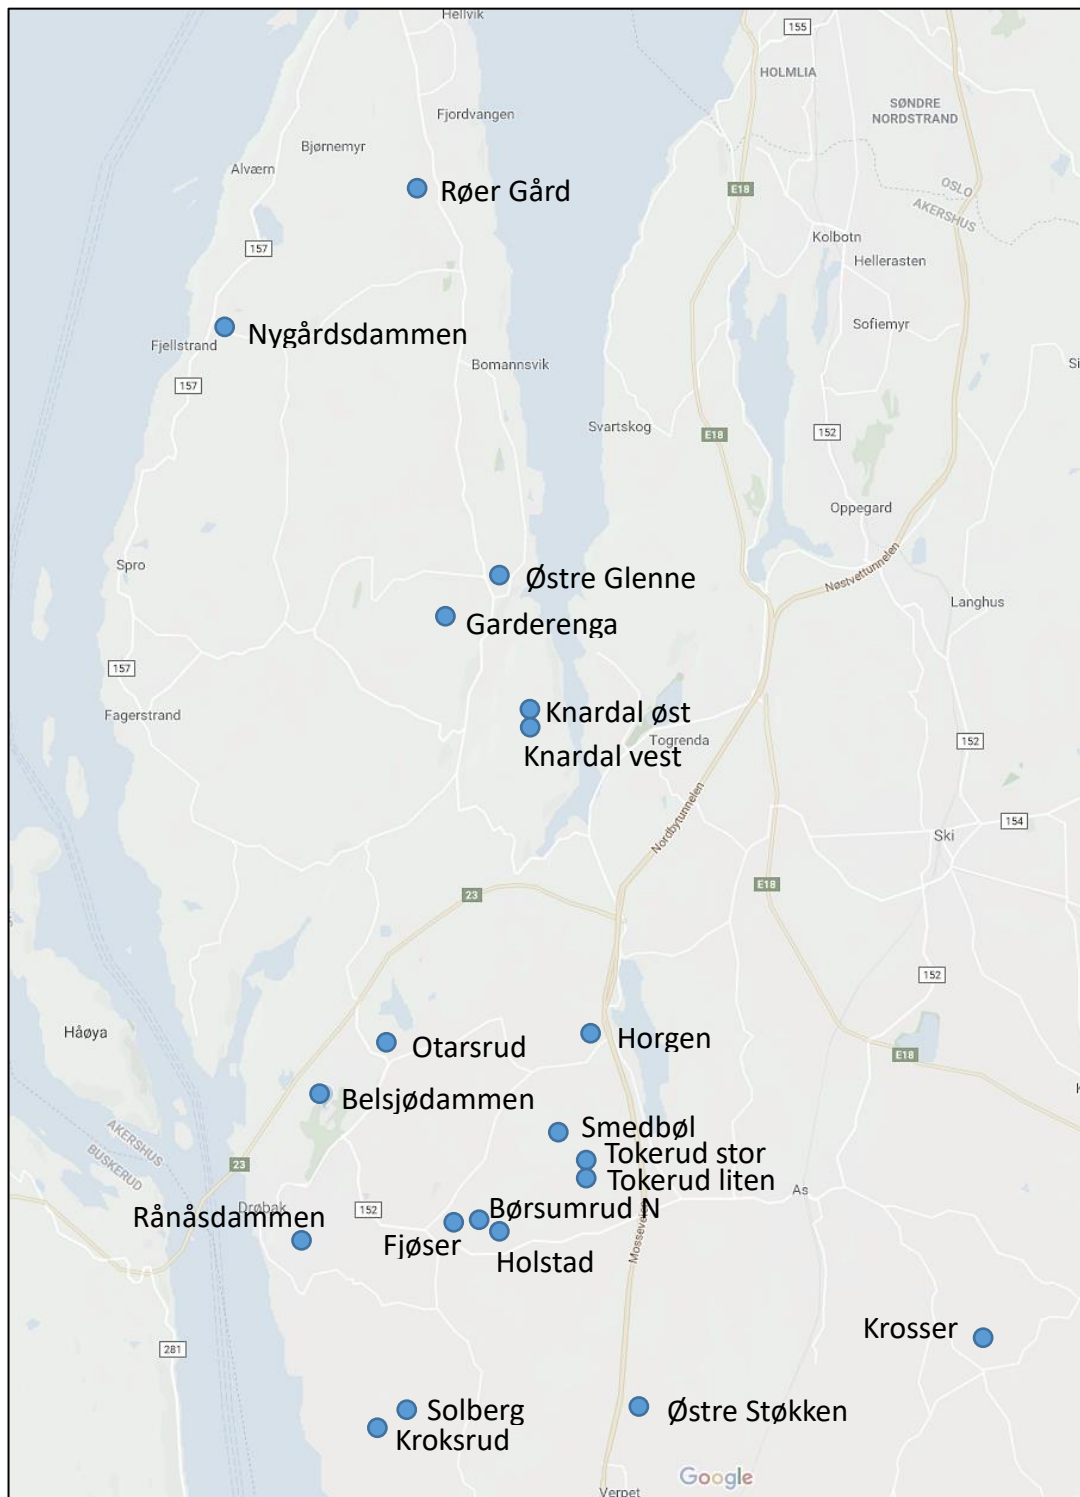 Hellvik
155
HOLMLIA
SØNDRE
NORDSTRAND
Fjordvangen
Bjørnemyr
Alværn
Røer Gård
E18
OSLO
AKERSHUS
157
Kolbotn
Hellerasten
Nygårdsdammen
Sofiemyr
Fjellstrand
Bomannsvik
Si
157
Svartskog
E18
152
Oppegard
Nøstvettunnelen
Spro
Østre Glenne
Garderenga
Langhus
157
Fagerstrand
Knardal øst
Knardal vest
Togrenda
152
Nordbytunnelen
154
Ski
E18
23
152
Håøya
Otarsrud
Horgen
E18
K
Belsjødammen
AKERSHUS
BUSKERUD
Smedbøl
Tokerud stor
Tokerud liten
23
As
Drøbak
152
Rånåsdammen
Børsumrud N
Fjøser
Holstad
Mosseveien
Krosser
281
Solberg
Kroksrud
Østre Støkken
Google
Verpet